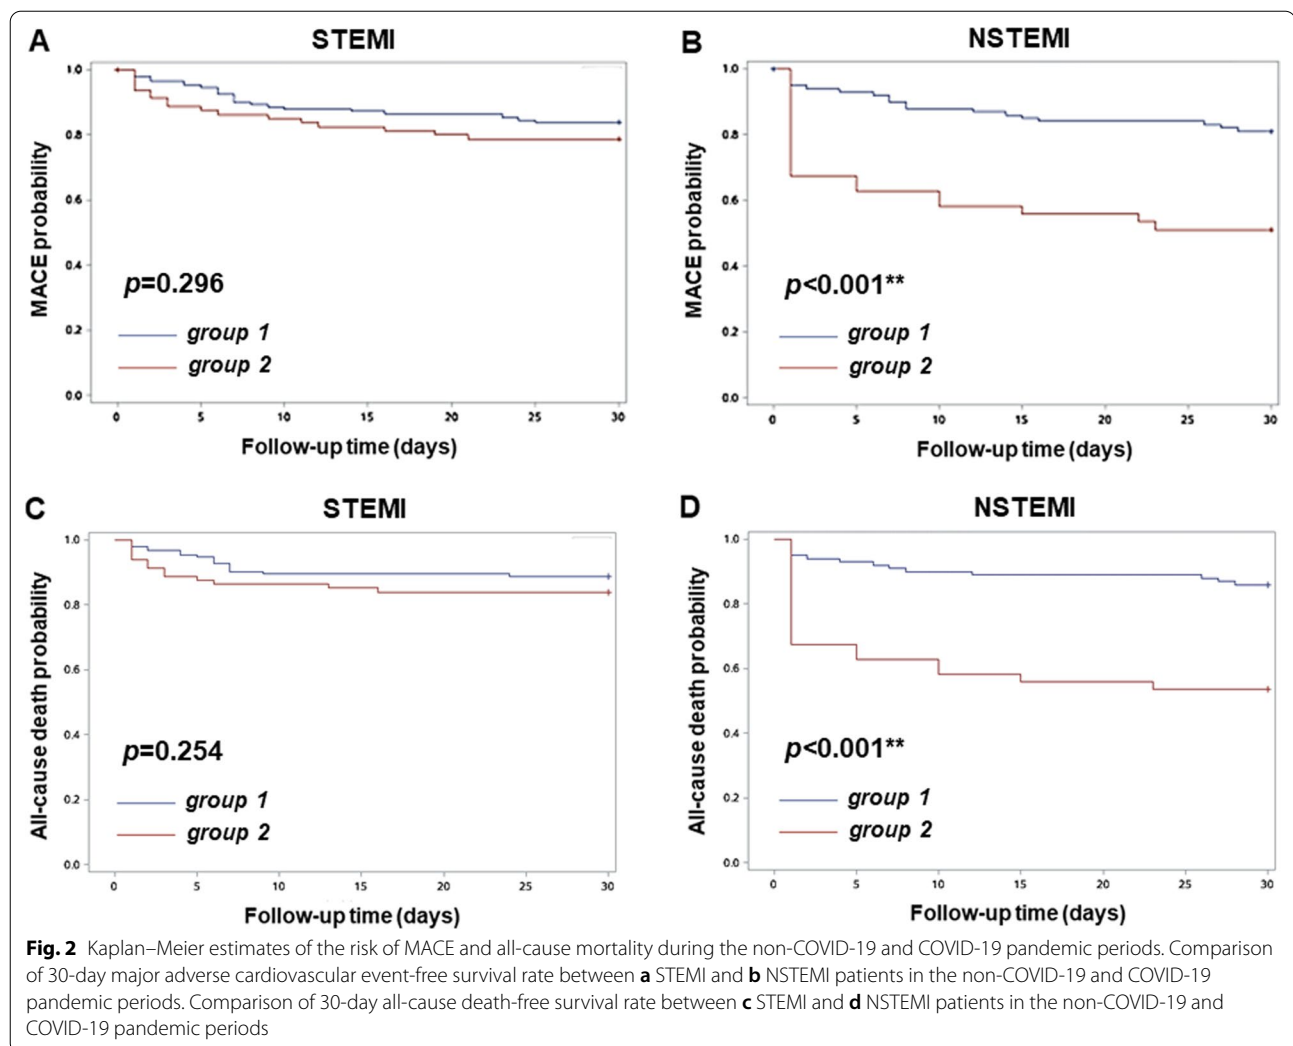 A
STEMI
MACE probability
1.0
0.8
0.6
0.4
0.2
0.0
p=0.296
group 1
group 2
0 5 10 15 20 25 30
Follow-up time (days)
B
NSTEMI
MACE probability
1.0
0.8
0.6
0.4
0.2
0.0
p<0.001**
group 1
group 2
0 5 10 15 20 25 30
Follow-up time (days)
C
STEMI
All-cause death probability
1.0
0.8
0.6
0.4
0.2
0.0
p=0.254
group 1
group 2
0 5 10 15 20 25 30
Follow-up time (days)
D
NSTEMI
All-cause death probability
1.0
0.8
0.6
0.4
0.2
0.0
p<0.001**
group 1
group 2
0 5 10 15 20 25 30
Follow-up time (days)
Fig. 2 Kaplan–Meier estimates of the risk of MACE and all-cause mortality during the non-COVID-19 and COVID-19 pandemic periods. Comparison
of 30-day major adverse cardiovascular event-free survival rate between a STEMI and b NSTEMI patients in the non-COVID-19 and COVID-19
pandemic periods. Comparison of 30-day all-cause death-free survival rate between c STEMI and d NSTEMI patients in the non-COVID-19 and
COVID-19 pandemic periods